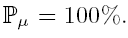 ℙ_μ = 100%.